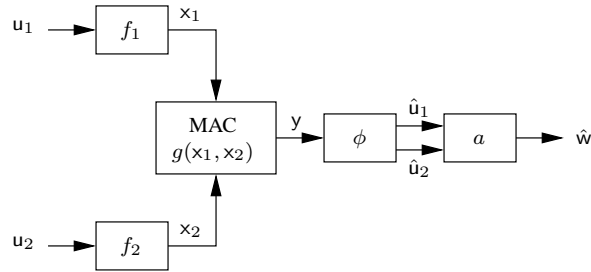 u₁
f₁
x₁
MAC
g(x₁, x₂)
y
ϕ
û₁
û₂
a
ŵ
u₂
f₂
x₂